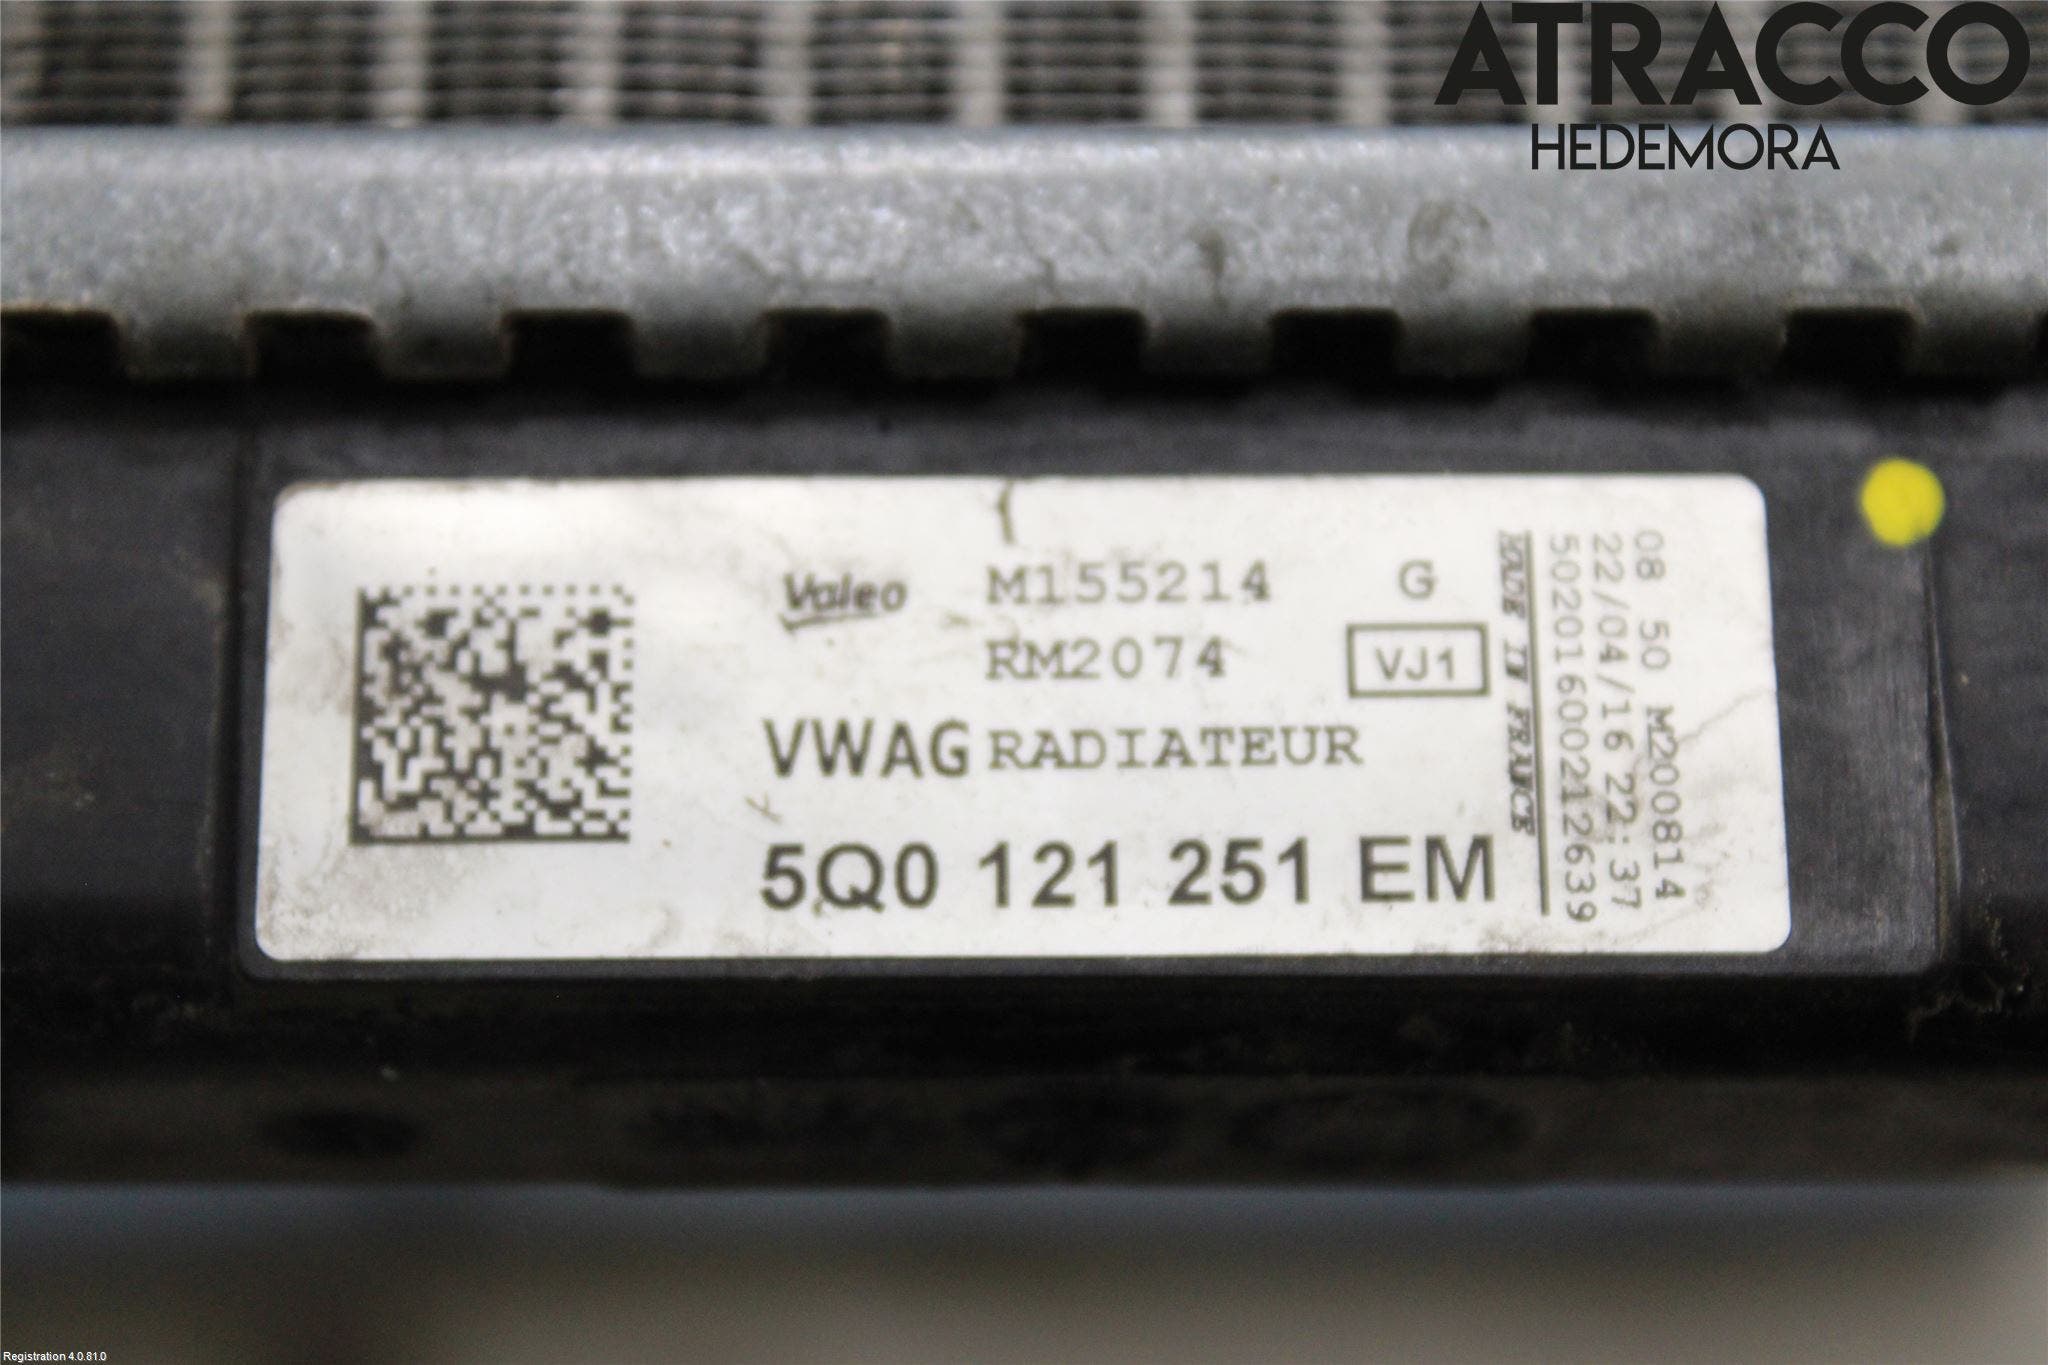 ATRACCO
HEDEMORA
Valeo M155214 G
RM2074 VJ1
VWAG RADIATEUR
5Q0 121 251 EM
MADE IN FRANCE
502016002112639
22/04/16 22:37
08 50 M200814
Registration 4.0.81.0